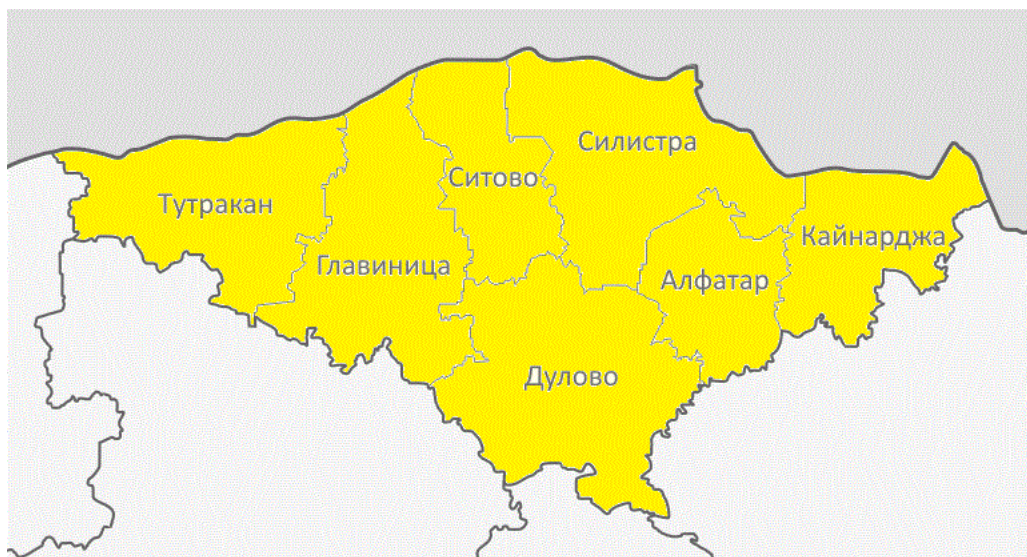 Силистра
Ситово
Тутракан
Кайнарджа
Главиница
Алфатар
Дулово